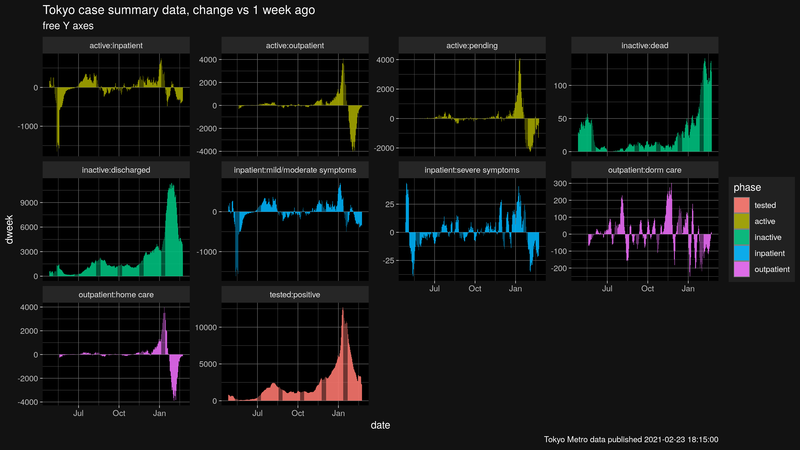 Tokyo case summary data, change vs 1 week ago
free Y axes
active:inpatient
active:outpatient
active:pending
inactive:dead
0
-1000
4000
2000
0
-2000
-4000
4000
2000
0
-2000
100
50
0
inactive:discharged
inpatient:mild/moderate symptoms
inpatient:severe symptoms
outpatient:dorm care
9000
6000
3000
0
0
-1000
25
0
-25
300
200
100
0
-100
-200
Jul Oct Jan
Jul Oct Jan
outpatient:home care
tested:positive
4000
2000
0
-2000
-4000
10000
5000
0
Jul Oct Jan
Jul Oct Jan
dweek
date
phase
tested
active
inactive
inpatient
outpatient
Tokyo Metro data published 2021-02-23 18:15:00